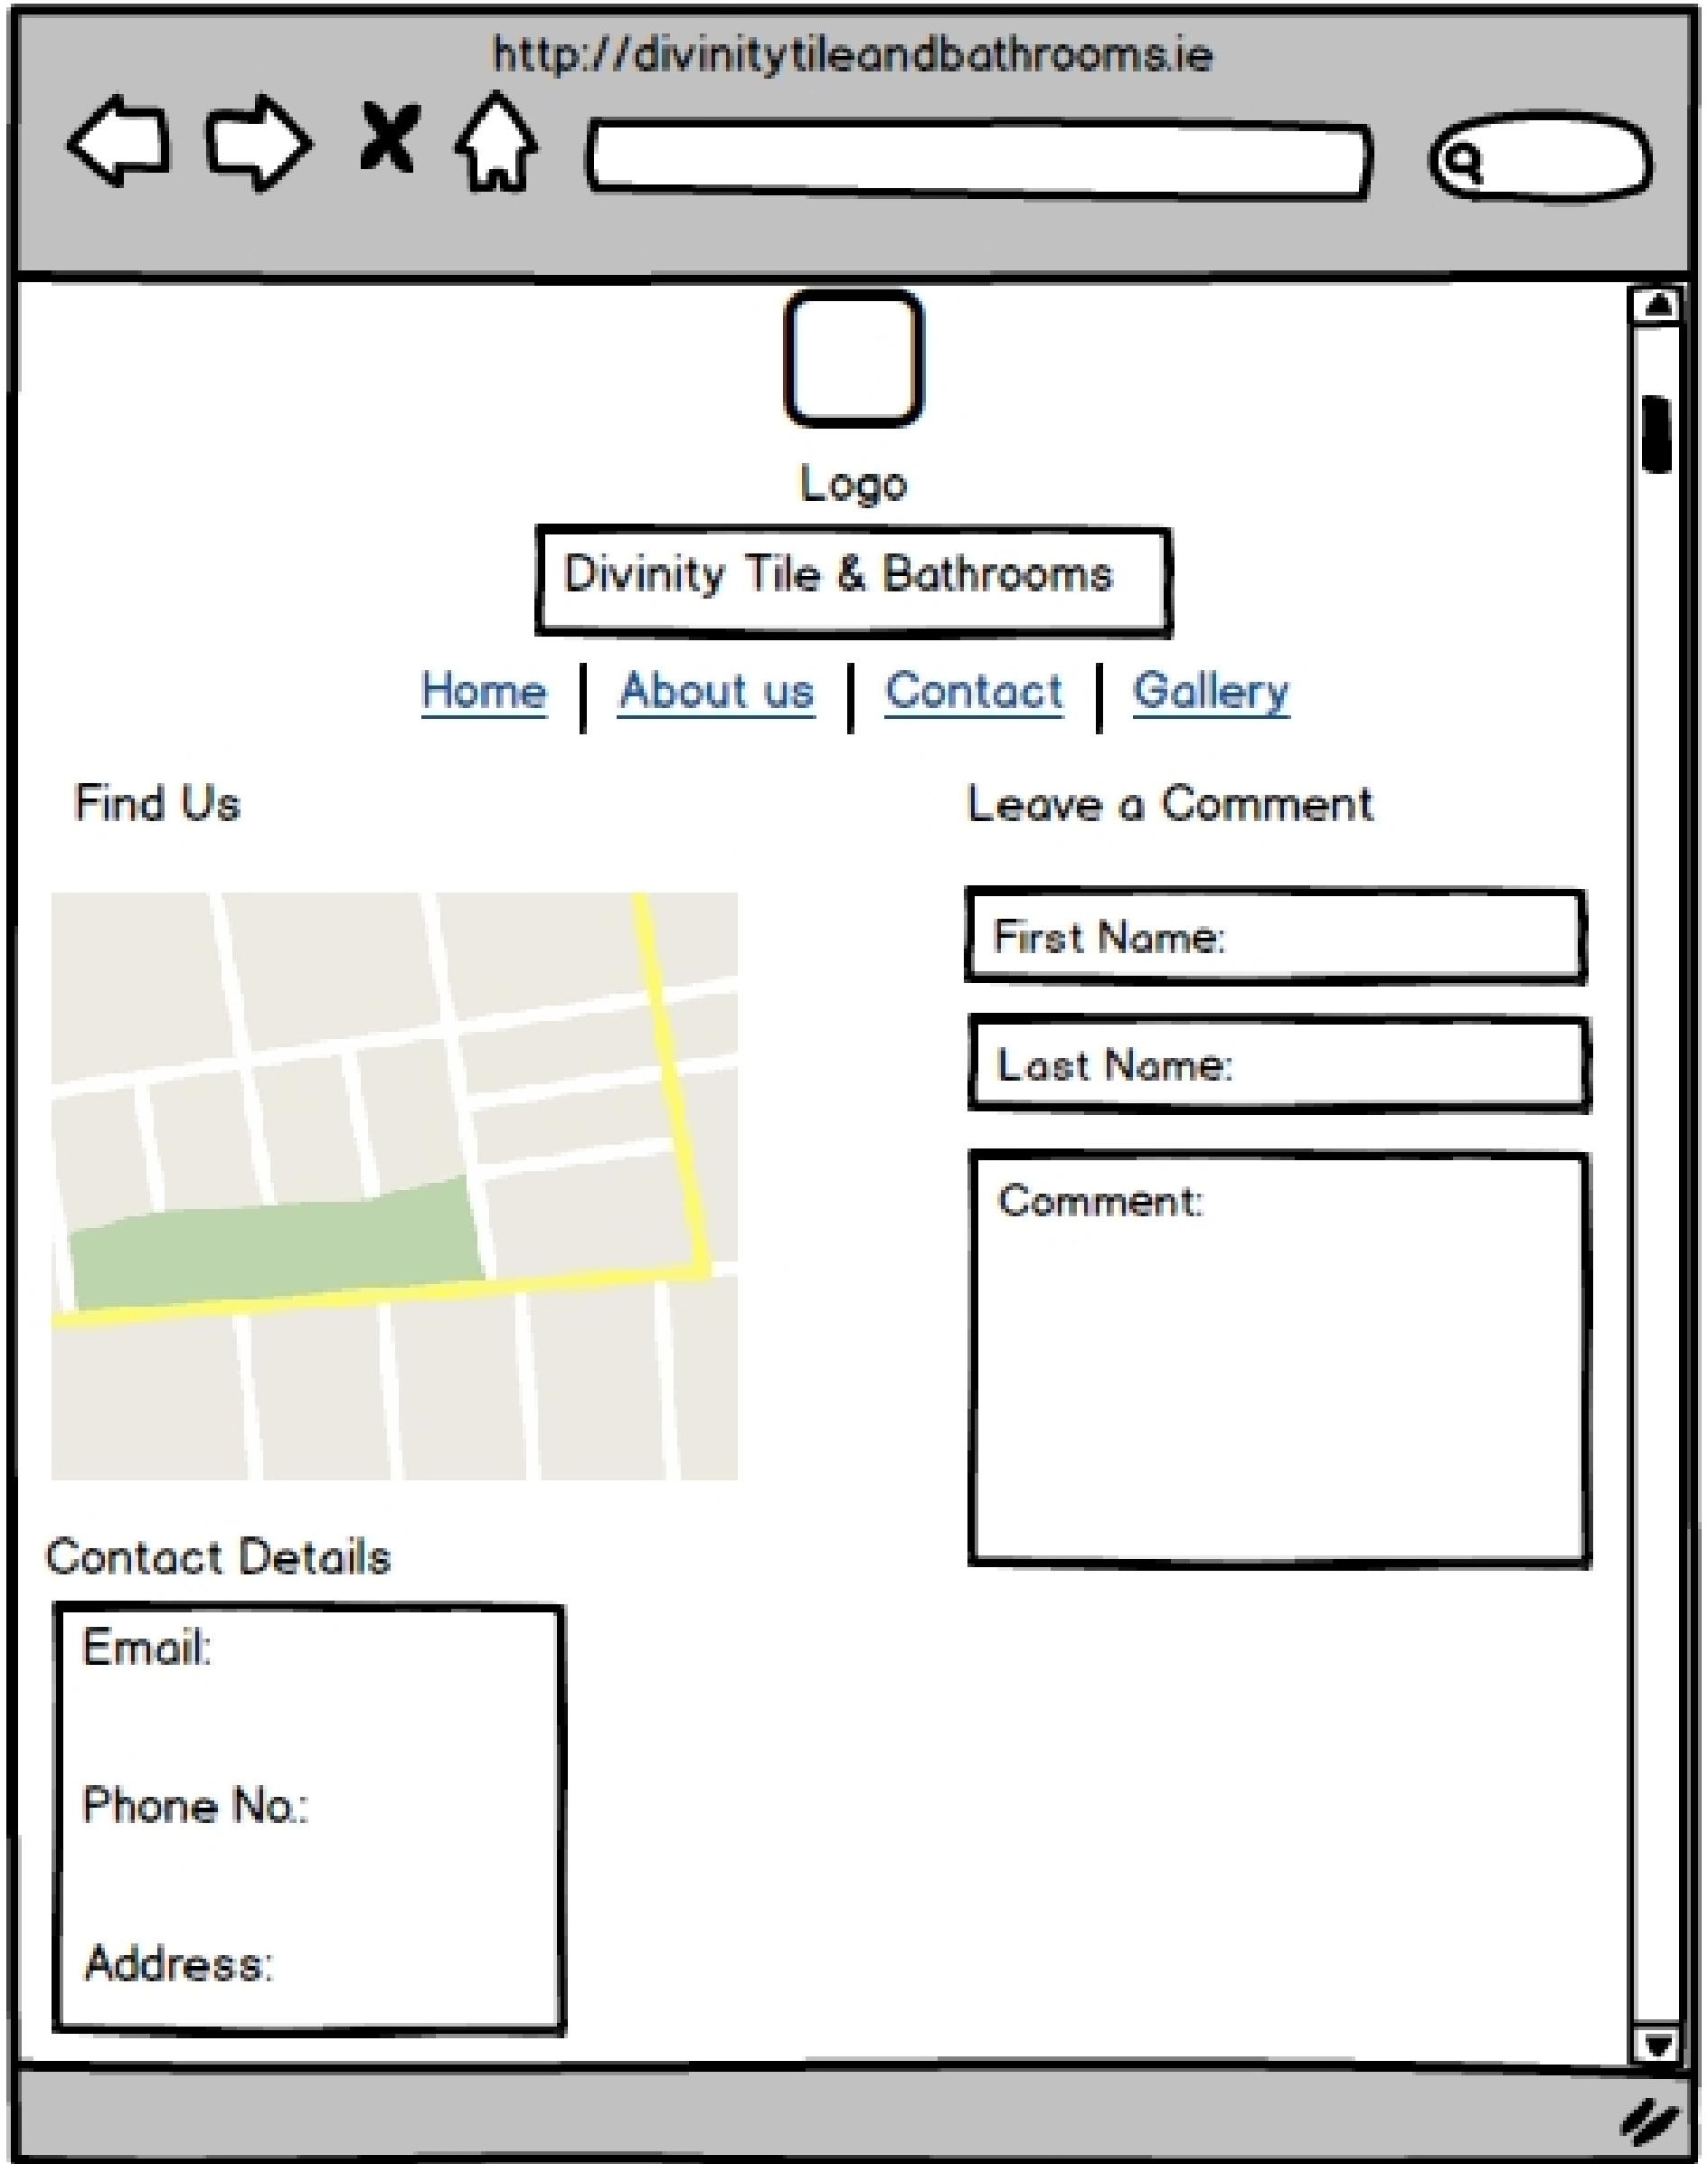 http://divinitytileandbathrooms.ie
Logo
Divinity Tile & Bathrooms
Home | About us | Contact | Gallery
Find Us
Leave a Comment
First Name:
Last Name:
Comment:
Contact Details
Email:
Phone No.:
Address: